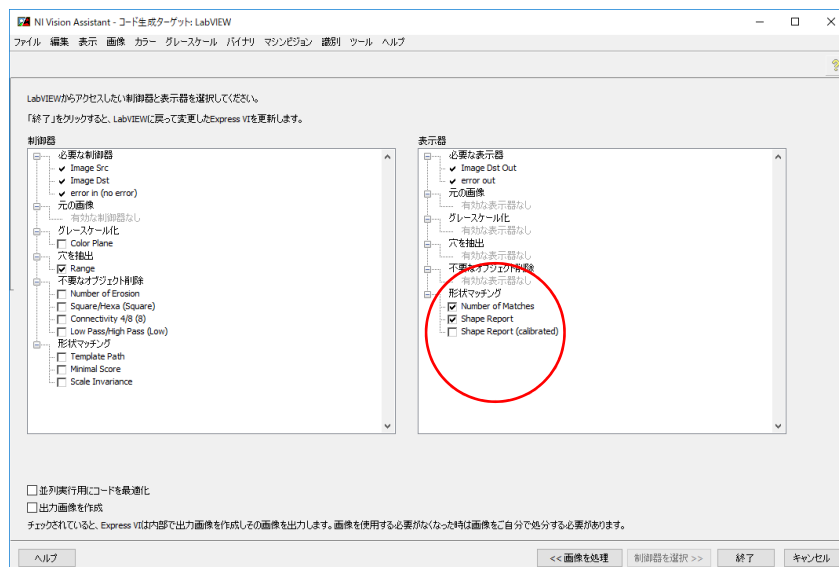 NI Vision Assistant - コード生成ターゲット: LabVIEW
ファイル 編集 表示 画像 カラー グレースケール バイナリ マシンビジョン 識別 ツール ヘルプ
LabVIEWからアクセスしたい制御器と表示器を選択してください。
「終了」をクリックすると、LabVIEWに戻って変更したExpress VIを更新します。
制御器
必要な制御器
Image Src
Image Dst
error in (no error)
元の画像
有効な制御器なし
グレースケール化
Color Plane
穴を抽出
Range
不要なオブジェクト削除
Number of Erosion
Square/Hexa (Square)
Connectivity 4/8 (8)
Low Pass/High Pass (Low)
形状マッチング
Template Path
Minimal Score
Scale Invariance
表示器
必要な表示器
Image Dst Out
error out
元の画像
有効な表示器なし
グレースケール化
有効な表示器なし
穴を抽出
有効な表示器なし
不要なオブジェクト削除
有効な表示器なし
形状マッチング
Number of Matches
Shape Report
Shape Report (calibrated)
並列実行用にコードを最適化
出力画像を作成
チェックされていると、Express VIは内部で出力画像を作成しその画像を出力します。画像を使用する必要がなくなった時は画像をご自分で処分する必要があります。
ヘルプ
<< 画像を処理
制御器を選択 >>
終了
キャンセル